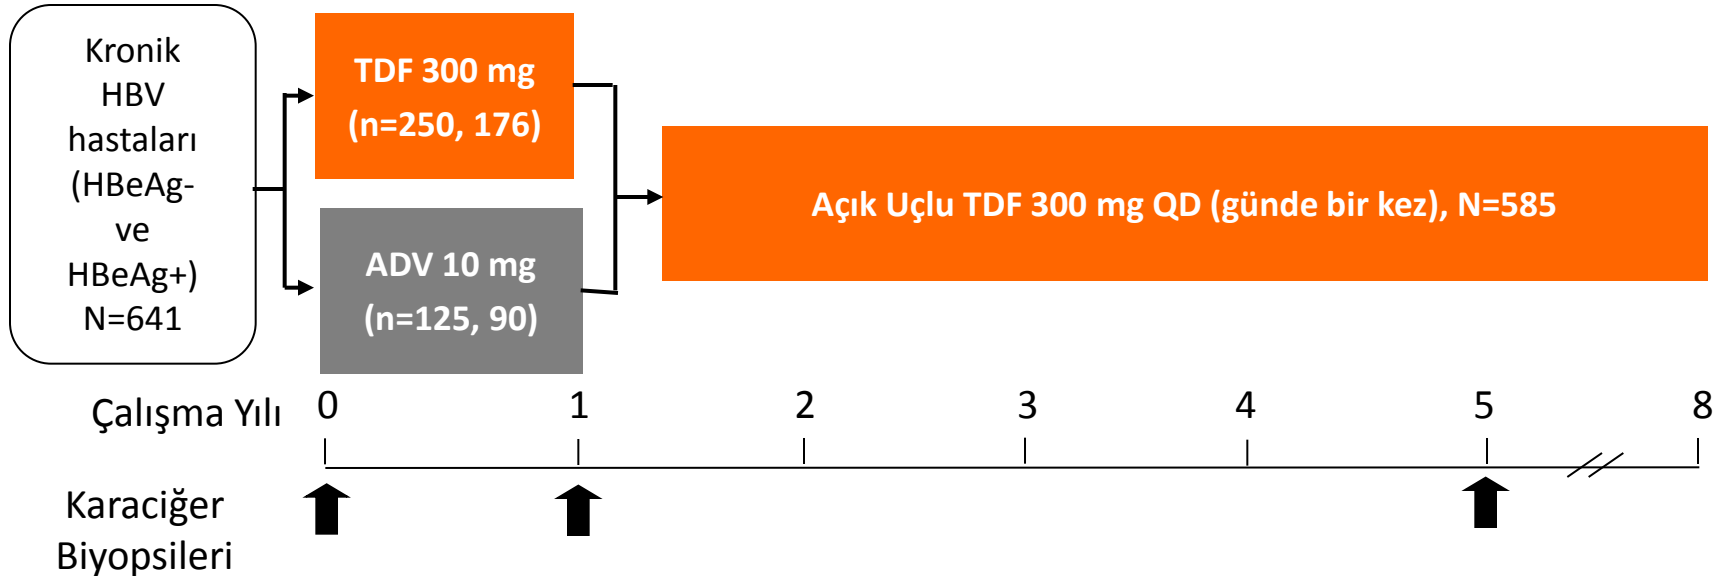 Kronik
HBV
hastaları
(HBeAg-
ve
HBeAg+)
N=641
TDF 300 mg
(n=250, 176)
ADV 10 mg
(n=125, 90)
Açık Uçlu TDF 300 mg QD (günde bir kez), N=585
Çalışma Yılı 0 1 2 3 4 5 8
Karaciğer
Biyopsileri